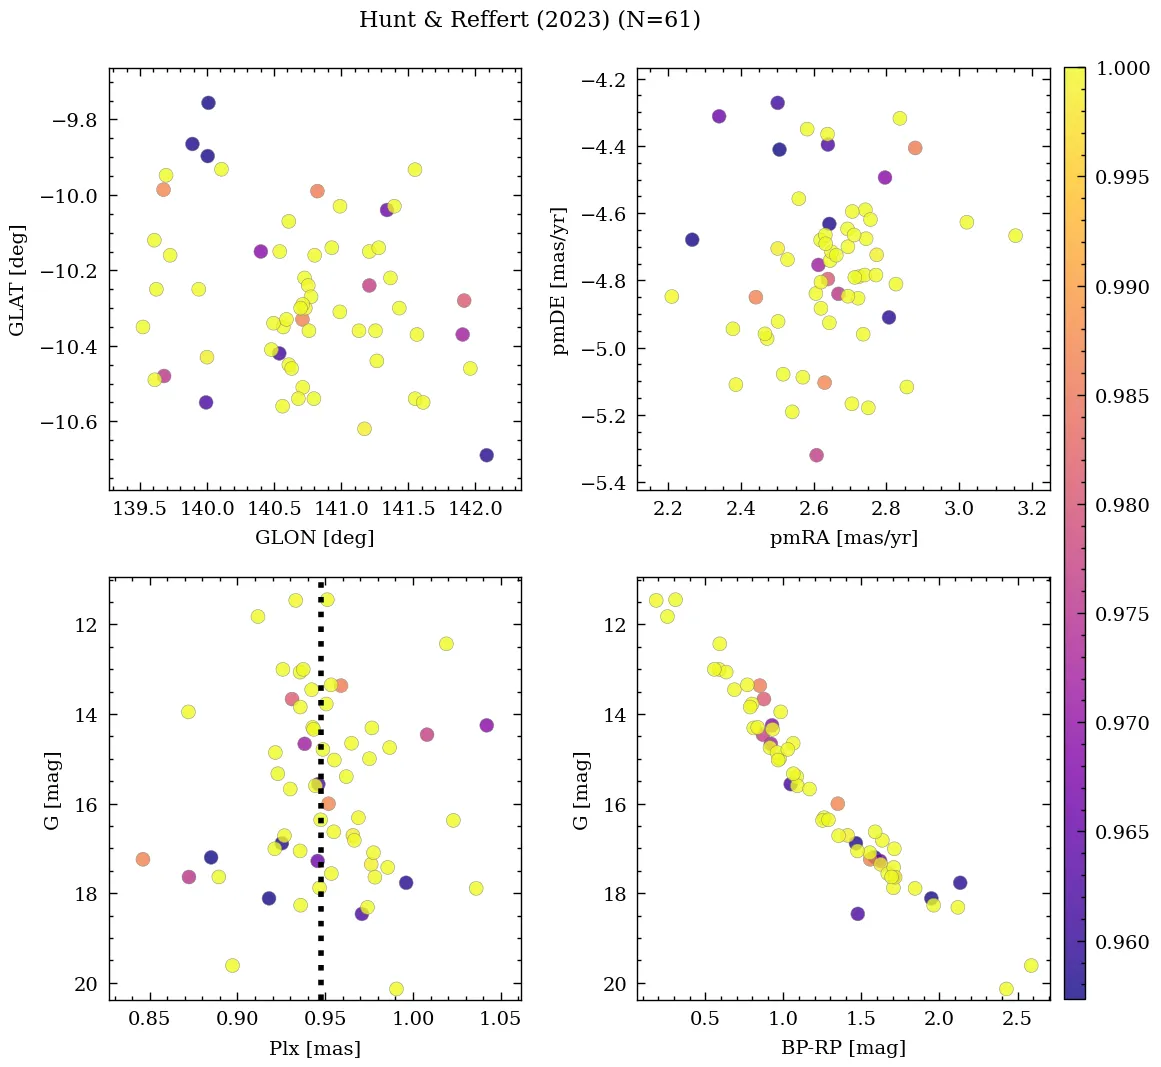 Hunt & Reffert (2023) (N=61)
−9.8
−10.0
−10.2
−10.4
−10.6
GLAT [deg]
139.5 140.0 140.5 141.0 141.5 142.0
GLON [deg]
−4.2
−4.4
−4.6
−4.8
−5.0
−5.2
−5.4
pmDE [mas/yr]
2.2 2.4 2.6 2.8 3.0 3.2
pmRA [mas/yr]
12
14
16
18
20
G [mag]
0.85 0.90 0.95 1.00 1.05
Plx [mas]
12
14
16
18
20
G [mag]
0.5 1.0 1.5 2.0 2.5
BP-RP [mag]
1.000
0.995
0.990
0.985
0.980
0.975
0.970
0.965
0.960